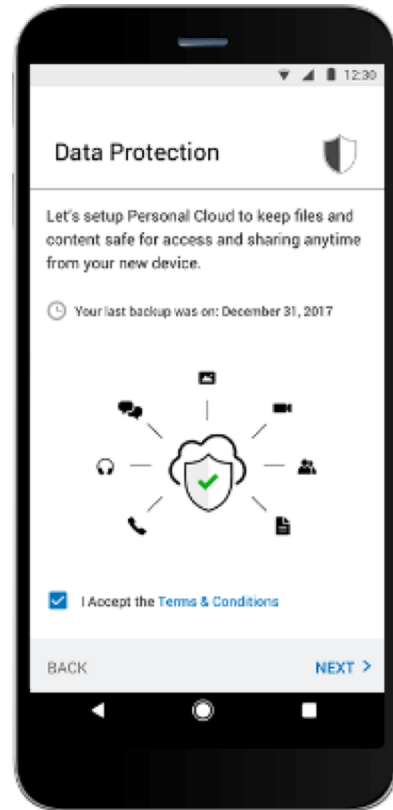 12:30
Data Protection
Let's setup Personal Cloud to keep files and
content safe for access and sharing anytime
from your new device.
Your last backup was on: December 31, 2017
I Accept the Terms & Conditions
BACK
NEXT >